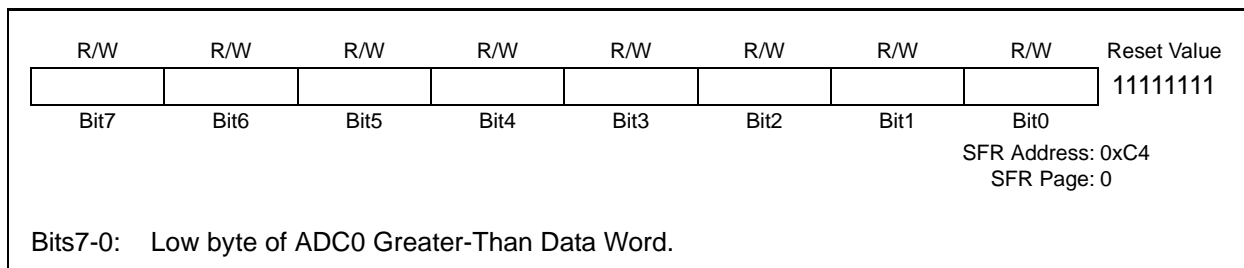 R/W R/W R/W R/W R/W R/W R/W R/W Reset Value
11111111
Bit7 Bit6 Bit5 Bit4 Bit3 Bit2 Bit1 Bit0
SFR Address: 0xC4
SFR Page: 0
Bits7-0: Low byte of ADC0 Greater-Than Data Word.